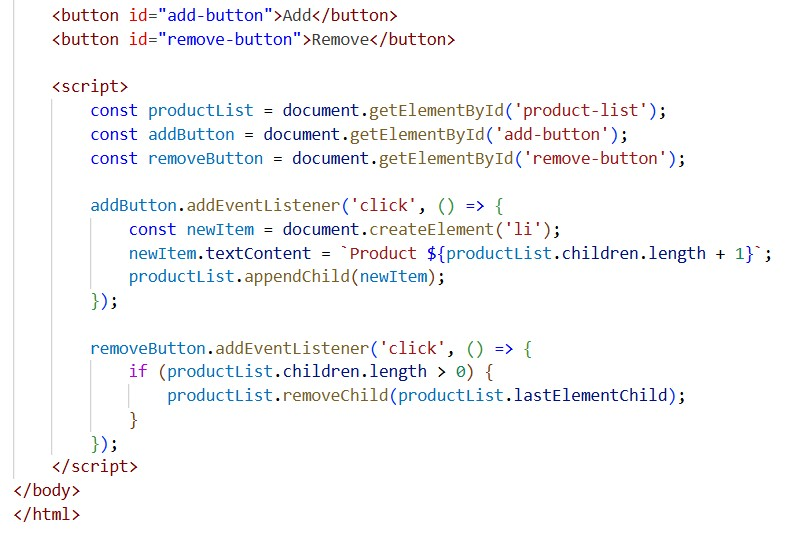 <button id="add-button">Add</button>
<button id="remove-button">Remove</button>
<script>
const productList = document.getElementById('product-list');
const addButton = document.getElementById('add-button');
const removeButton = document.getElementById('remove-button');
addButton.addEventListener('click', () => {
const newItem = document.createElement('li');
newItem.textContent = `Product ${productList.children.length + 1}`;
productList.appendChild(newItem);
});
removeButton.addEventListener('click', () => {
if (productList.children.length > 0) {
productList.removeChild(productList.lastElementChild);
}
});
</script>
</body>
</html>